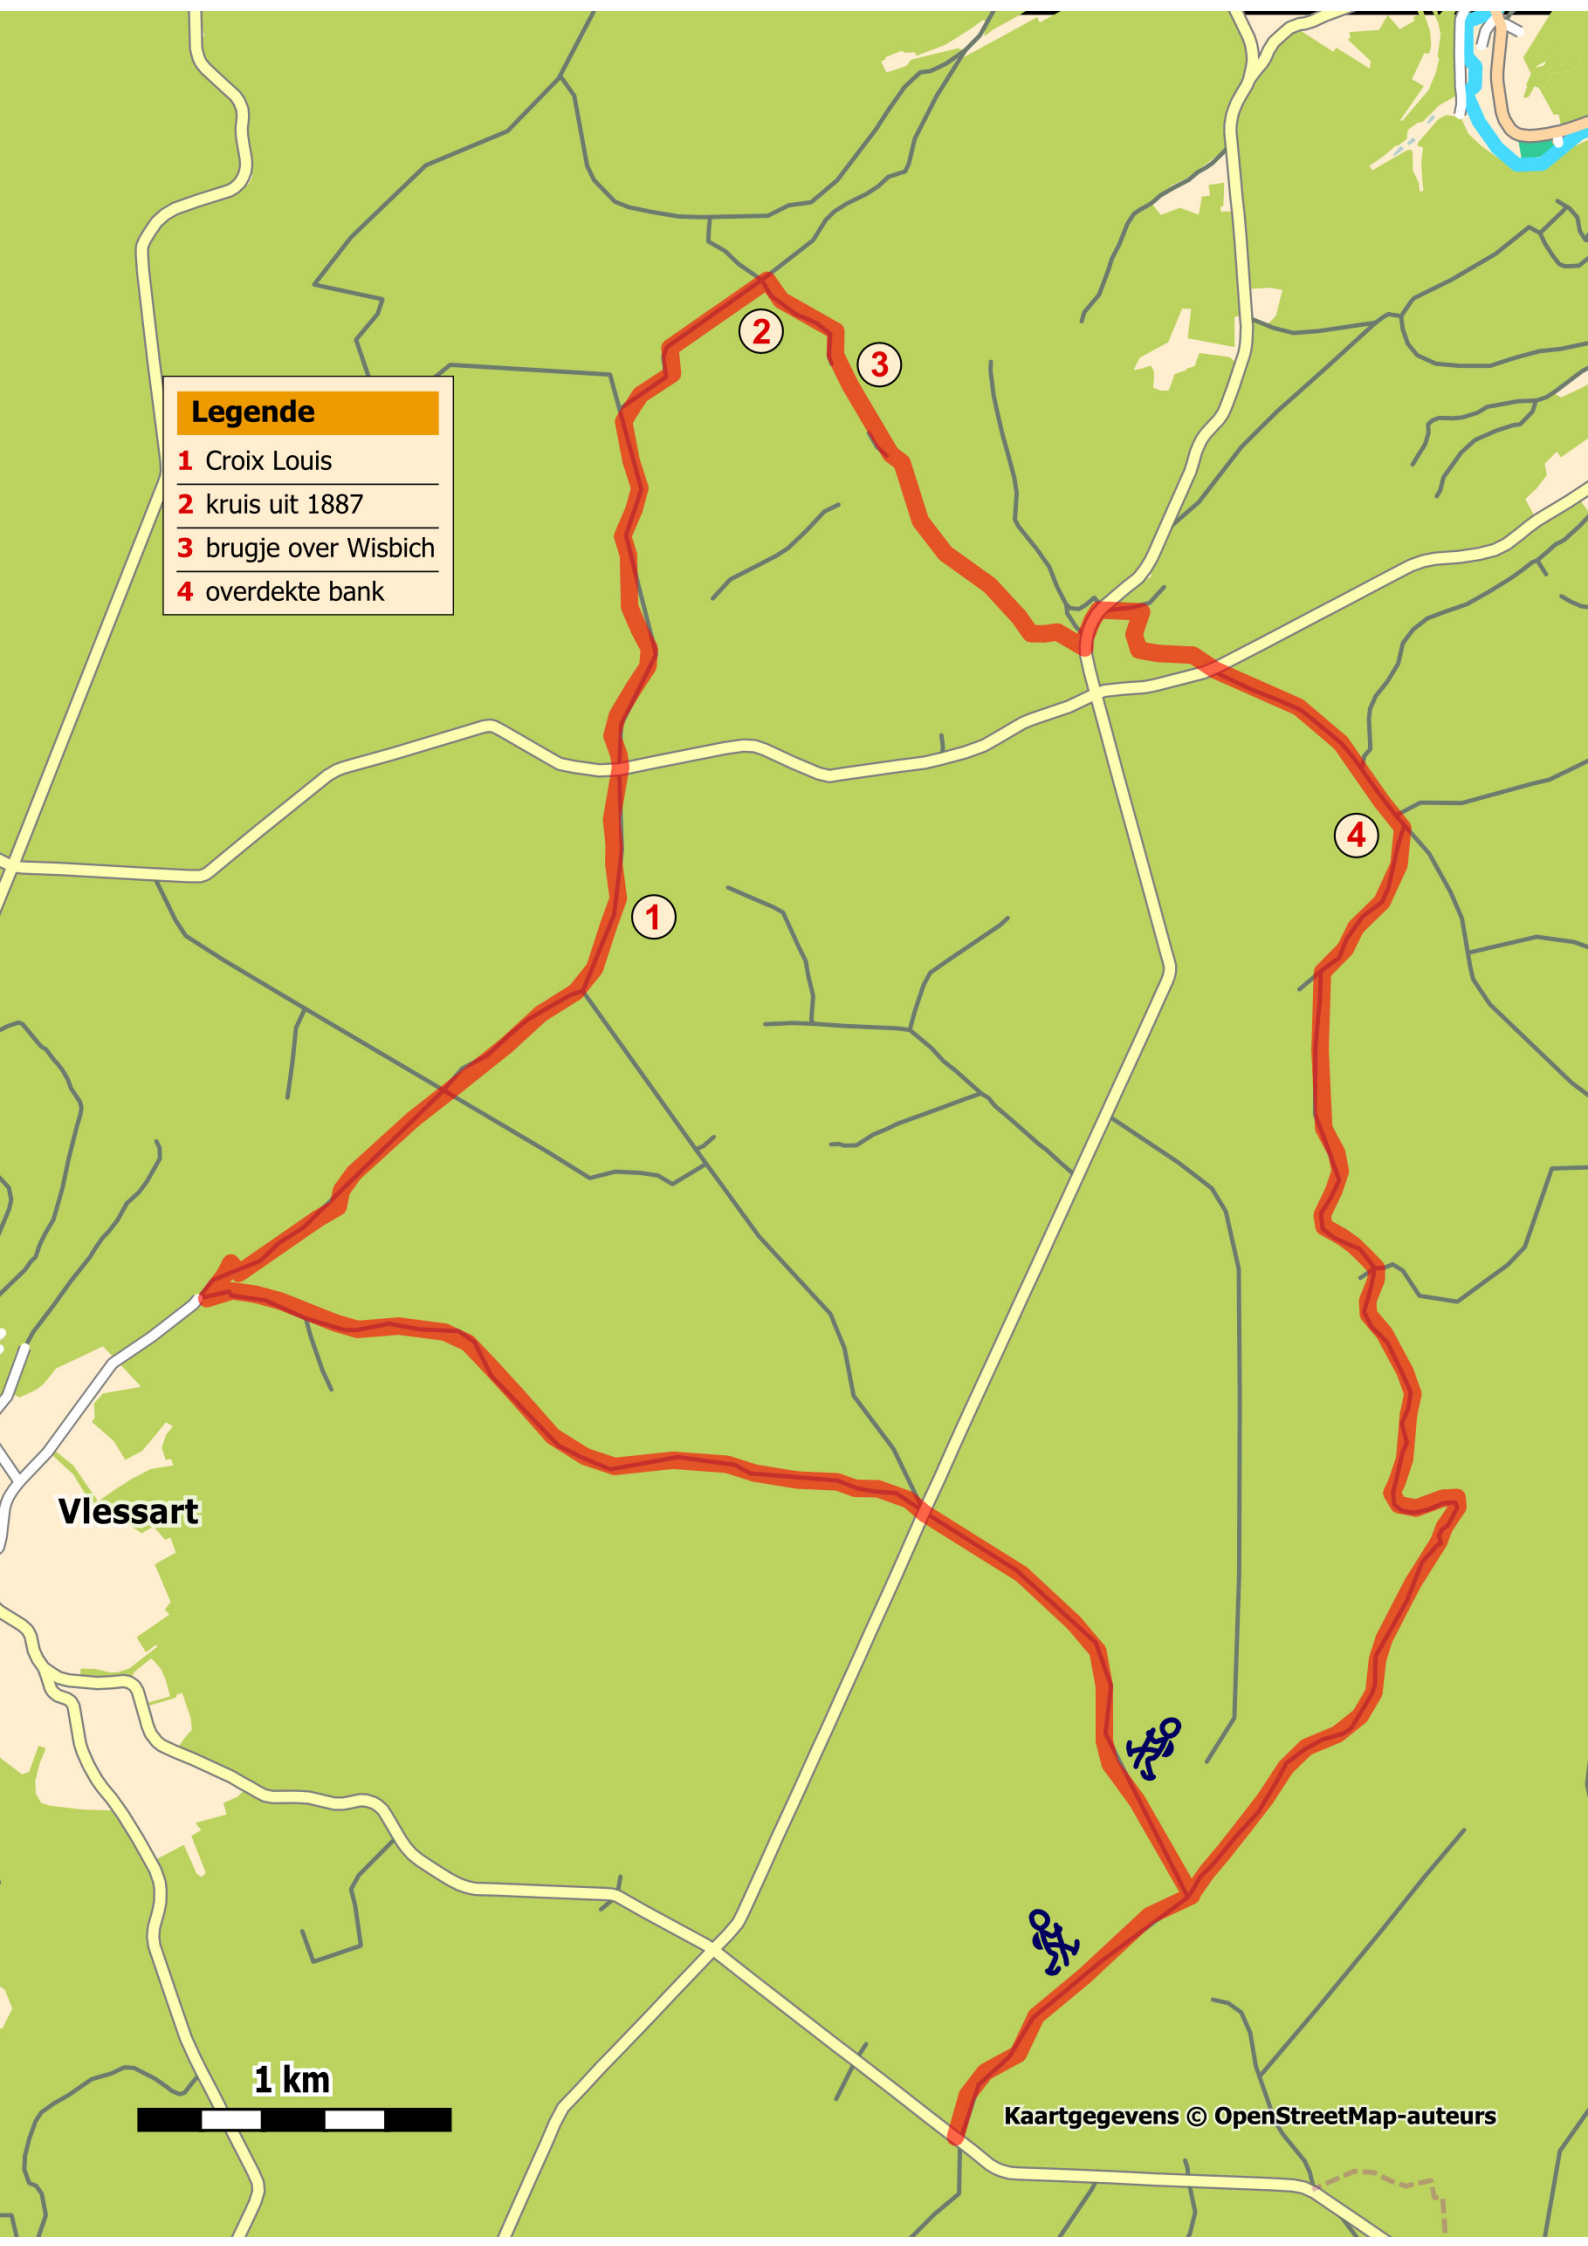 2
3
Legende
1 Croix Louis
2 kruis uit 1887
3 brugje over Wisbich
4 overdekte bank
4
1
Vlessart
1 km
Kaartgegevens © OpenStreetMap-auteurs